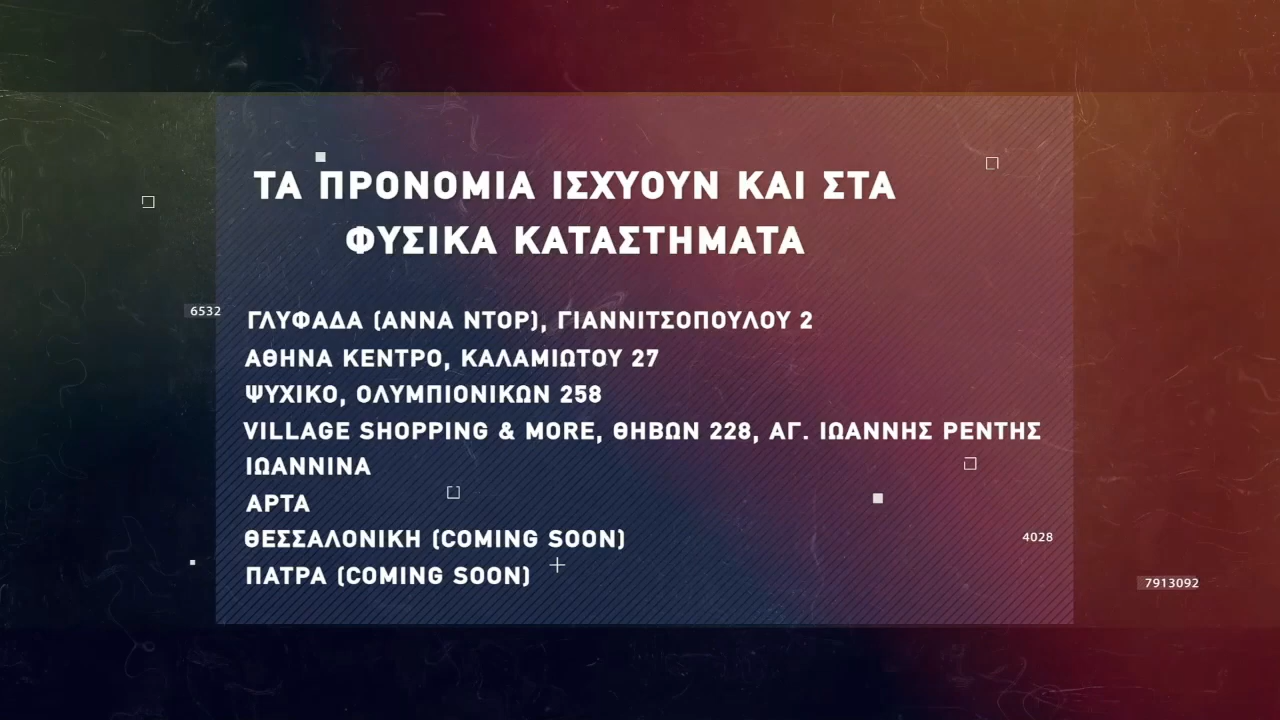 ΤΑ ΠΡΟΝΟΜΙΑ ΙΣΧΥΟΥΝ ΚΑΙ ΣΤΑ
ΦΥΣΙΚΑ ΚΑΤΑΣΤΗΜΑΤΑ
6532
ΓΛΥΦΑΔΑ (ΑΝΝΑ ΝΤΟΡ), ΓΙΑΝΝΙΤΣΟΠΟΥΛΟΥ 2
ΑΘΗΝΑ ΚΕΝΤΡΟ, ΚΑΛΑΜΙΩΤΟΥ 27
ΨΥΧΙΚΟ, ΟΛΥΜΠΙΟΝΙΚΩΝ 258
VILLAGE SHOPPING & MORE, ΘΗΒΩΝ 228, ΑΓ. ΙΩΑΝΝΗΣ ΡΕΝΤΗΣ
ΙΩΑΝΝΙΝΑ
ΑΡΤΑ
ΘΕΣΣΑΛΟΝΙΚΗ (COMING SOON)
4028
ΠΑΤΡΑ (COMING SOON)
7913092